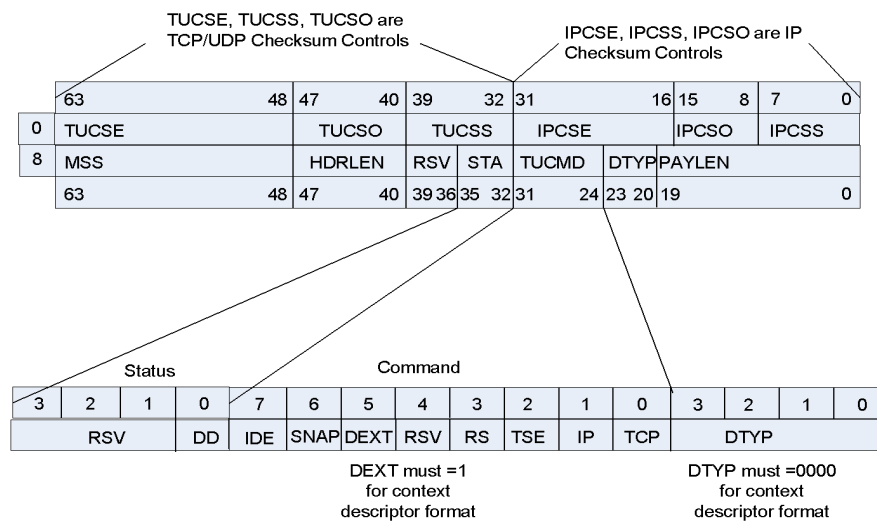 TUCSE, TUCSS, TUCSO are
TCP/UDP Checksum Controls
IPCSE, IPCSS, IPCSO are IP
Checksum Controls
63 48 47 40 39 32 31 16 15 8 7 0
0 TUCSE TUCSO TUCSS IPCSE IPCSO IPCSS
8 MSS HDRLEN RSV STA TUCMD DTYP PAYLEN
63 48 47 40 39 36 35 32 31 24 23 20 19 0
Status Command
3 2 1 0 7 6 5 4 3 2 1 0 3 2 1 0
RSV DD IDE SNAP DEXT RSV RS TSE IP TCP DTYP
DEXT must =1
for context
descriptor format
DTYP must =0000
for context
descriptor format